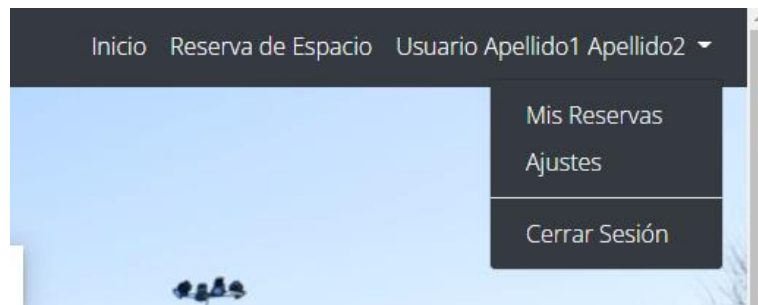 Inicio Reserva de Espacio Usuario Apellido1 Apellido2
Mis Reservas
Ajustes
Cerrar Sesión